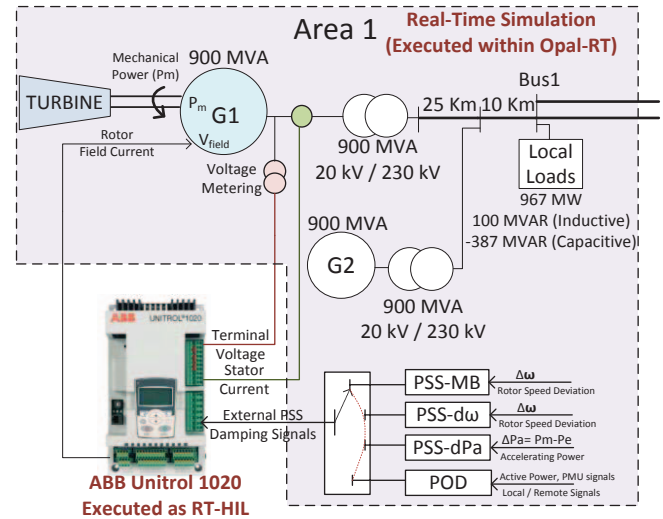 Area 1
Real-Time Simulation
(Executed within Opal-RT)
Mechanical
Power (Pm)
900 MVA
TURBINE
Pm
G1
Vfield
Rotor
Field Current
Voltage
Metering
900 MVA
20 kV / 230 kV
25 Km
10 Km
Bus1
Local
Loads
967 MW
100 MVAR (Inductive)
-387 MVAR (Capacitive)
900 MVA
G2
900 MVA
20 kV / 230 kV
ABB
UNITROL 1020
Terminal
Voltage
Stator
Current
External PSS
Damping Signals
PSS-MB
Δω
Rotor Speed Deviation
PSS-dω
Δω
Rotor Speed Deviation
PSS-dPa
ΔPa= Pm-Pe
Accelerating Power
POD
Active Power, PMU signals
Local / Remote Signals
ABB Unitrol 1020
Executed as RT-HIL